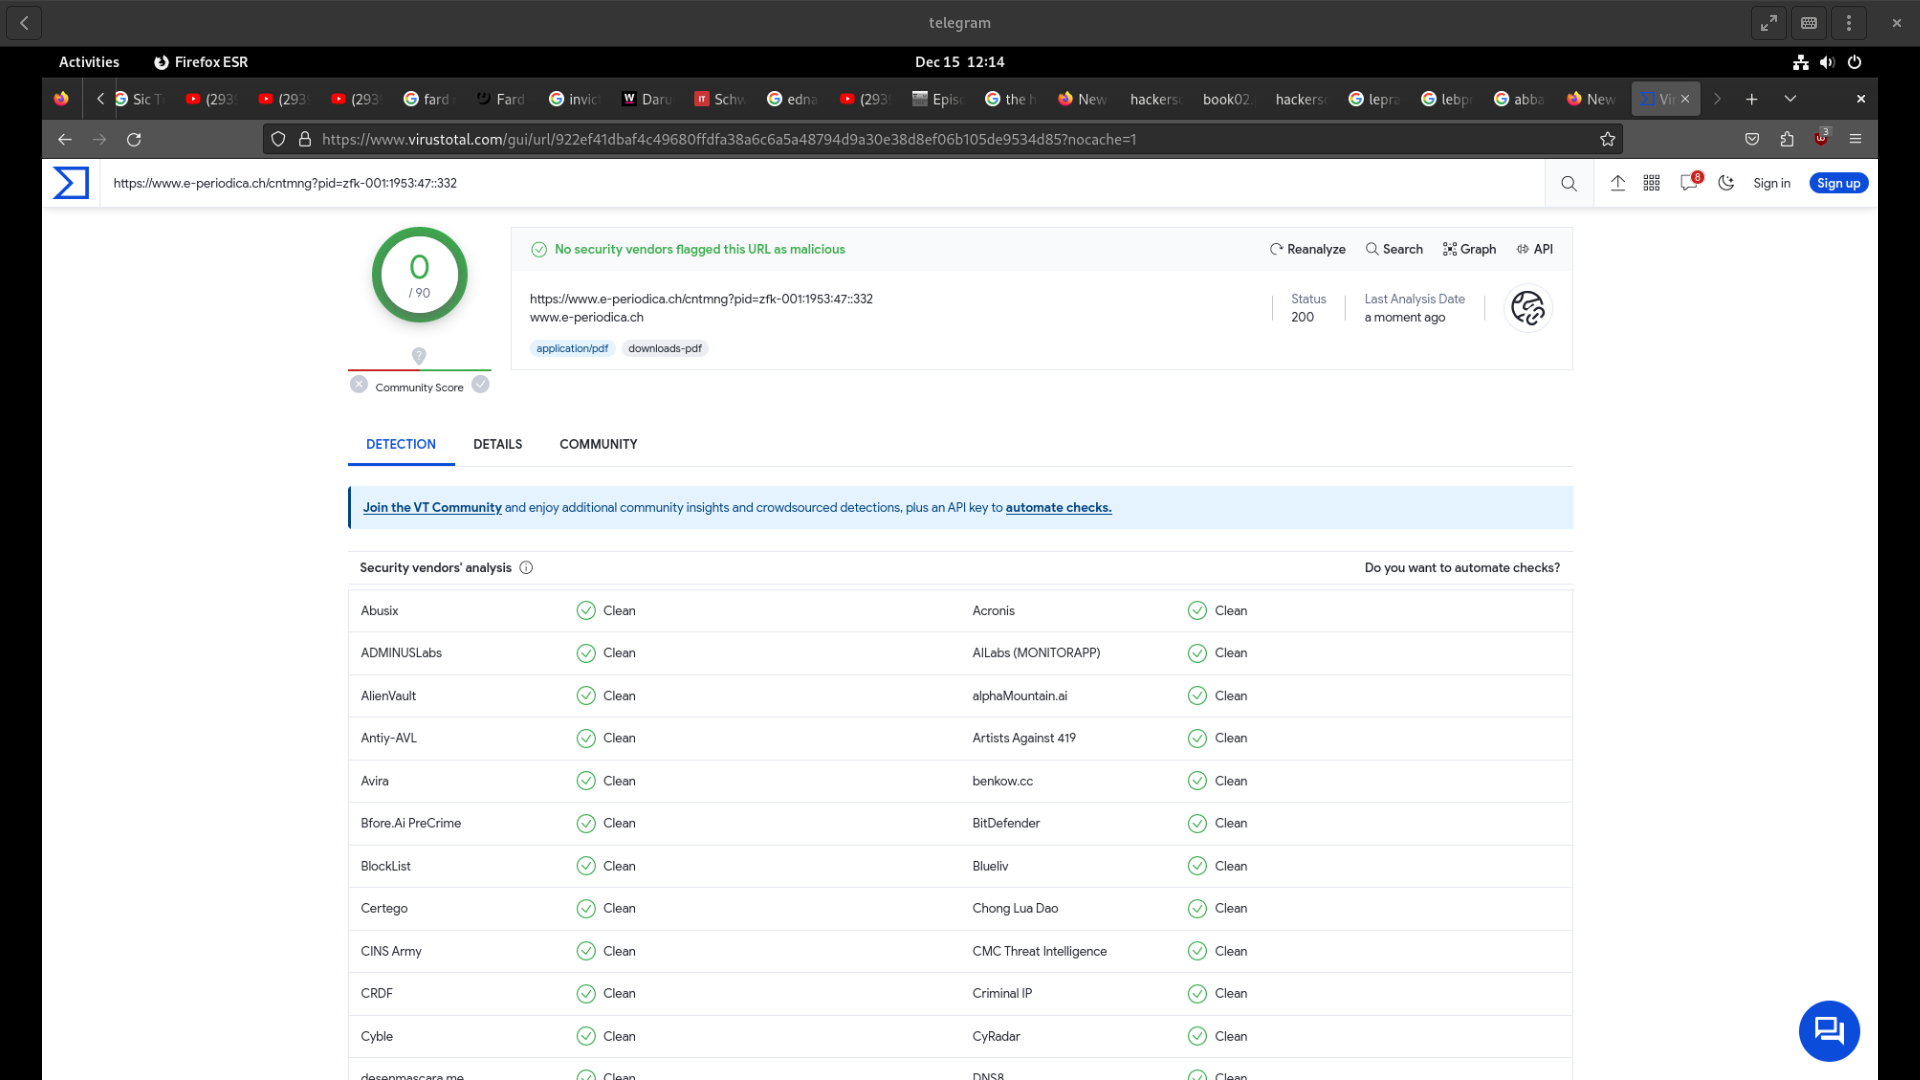 telegram
Activities
Firefox ESR
Dec 15 12:14
Sic T
(293
(293
(293
fard
Fard
invic
Daru
Schw
edna
(293
Episo
the h
New
hackerso
book02.
hackerso
lepra
lebpr
abba
New
Vir
https://www.virustotal.com/gui/url/922ef41dbaf4c49680ffdfa38a6c6a5a48794d9a30e38d8ef06b105de9534d85?nocache=1
3
https://www.e-periodica.ch/cntmng?pid=zfk-001:1953:47::332
8
Sign in
Sign up
0
/ 90
Community Score
No security vendors flagged this URL as malicious
Reanalyze
Search
Graph
API
https://www.e-periodica.ch/cntmng?pid=zfk-001:1953:47::332
www.e-periodica.ch
Status
200
Last Analysis Date
a moment ago
application/pdf
downloads-pdf
DETECTION
DETAILS
COMMUNITY
Join the VT Community and enjoy additional community insights and crowdsourced detections, plus an API key to automate checks.
Security vendors' analysis
Do you want to automate checks?
Abusix Clean Acronis Clean
ADMINUSLabs Clean AILabs (MONITORAPP) Clean
AlienVault Clean alphaMountain.ai Clean
Antiy-AVL Clean Artists Against 419 Clean
Avira Clean benkow.cc Clean
Bfore.Ai PreCrime Clean BitDefender Clean
BlockList Clean Blueliv Clean
Certego Clean Chong Lua Dao Clean
CINS Army Clean CMC Threat Intelligence Clean
CRDF Clean Criminal IP Clean
Cyble Clean CyRadar Clean
desenmascara.me Clean DNS8 Clean